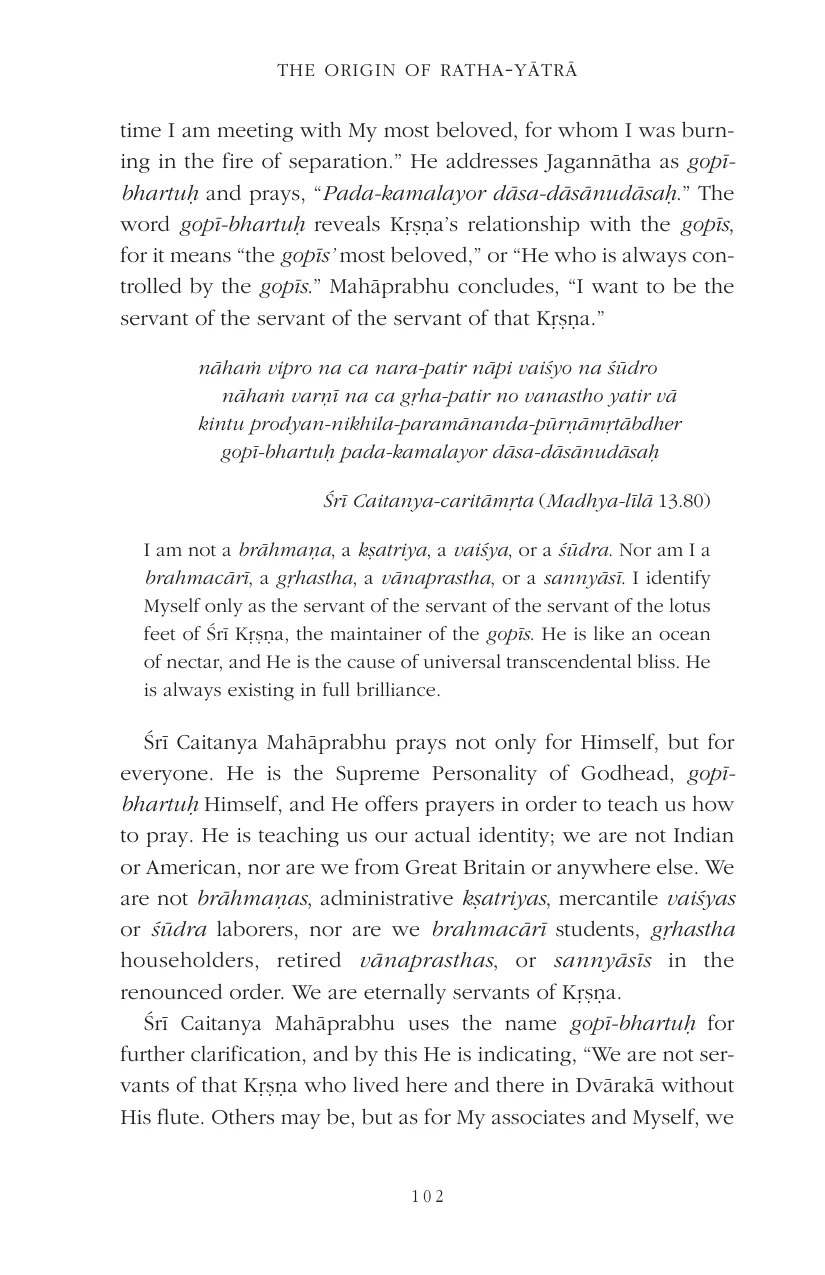 THE ORIGIN OF RATHA-YĀTRĀ
time I am meeting with My most beloved, for whom I was burn-
ing in the fire of separation.” He addresses Jagannātha as gopī-
bhartuḥ and prays, “Pada-kamalayor dāsa-dāsānudāsaḥ.” The
word gopī-bhartuḥ reveals Kṛṣṇa’s relationship with the gopīs,
for it means “the gopīs’ most beloved,” or “He who is always con-
trolled by the gopīs.” Mahāprabhu concludes, “I want to be the
servant of the servant of the servant of that Kṛṣṇa.”
nāhaṁ vipro na ca nara-patir nāpi vaiśyo na śūdro
nāhaṁ varṇī na ca gṛha-patir no vanastho yatir vā
kintu prodyan-nikhila-paramānanda-pūrṇāmṛtābdher
gopī-bhartuḥ pada-kamalayor dāsa-dāsānudāsaḥ
Śrī Caitanya-caritāmṛta (Madhya-līlā 13.80)
I am not a brāhmaṇa, a kṣatriya, a vaiśya, or a śūdra. Nor am I a
brahmacārī, a gṛhastha, a vānaprastha, or a sannyāsī. I identify
Myself only as the servant of the servant of the servant of the lotus
feet of Śrī Kṛṣṇa, the maintainer of the gopīs. He is like an ocean
of nectar, and He is the cause of universal transcendental bliss. He
is always existing in full brilliance.
Śrī Caitanya Mahāprabhu prays not only for Himself, but for
everyone. He is the Supreme Personality of Godhead, gopī-
bhartuḥ Himself, and He offers prayers in order to teach us how
to pray. He is teaching us our actual identity; we are not Indian
or American, nor are we from Great Britain or anywhere else. We
are not brāhmaṇas, administrative kṣatriyas, mercantile vaiśyas
or śūdra laborers, nor are we brahmacārī students, gṛhastha
householders, retired vānaprasthas, or sannyāsīs in the
renounced order. We are eternally servants of Kṛṣṇa.
Śrī Caitanya Mahāprabhu uses the name gopī-bhartuḥ for
further clarification, and by this He is indicating, “We are not ser-
vants of that Kṛṣṇa who lived here and there in Dvārakā without
His flute. Others may be, but as for My associates and Myself, we
102